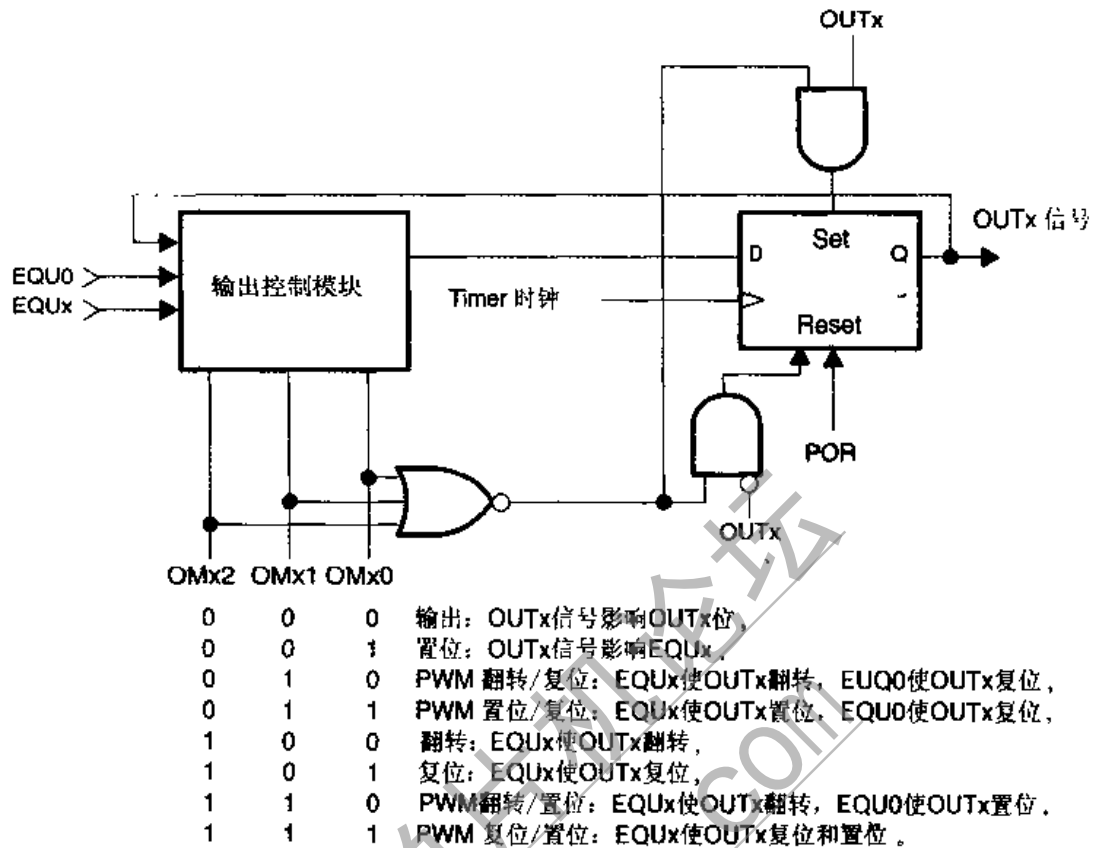 OUTx
OUTx 信号
EQU0
EQUx
输出控制模块
D
Set
Q
Timer 时钟
Reset
POR
OUTx
OMx2 OMx1 OMx0
0 0 0 输出：OUTx信号影响OUTx位，
0 0 1 置位：OUTx信号影响EQUx，
0 1 0 PWM 翻转/复位：EQUx使OUTx翻转，EUQ0使OUTx复位，
0 1 1 PWM 置位/复位：EQUx使OUTx置位，EQU0使OUTx复位，
1 0 0 翻转：EQUx使OUTx翻转，
1 0 1 复位：EQUx使OUTx复位，
1 1 0 PWM翻转/置位：EQUx使OUTx翻转，EQU0使OUTx置位．
1 1 1 PWM 复位/置位：EQUx使OUTx复位和置位。
机论坛
com